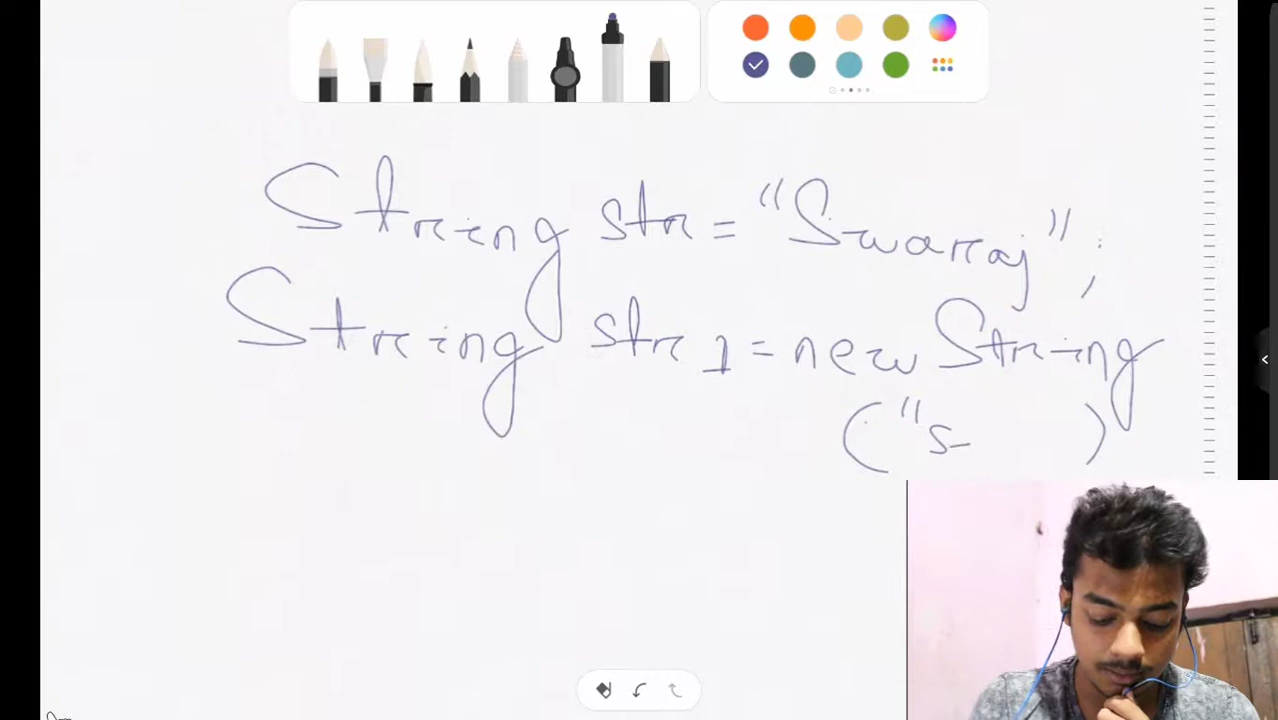 String str = "Swaraj";
String str1 = new String
("s )